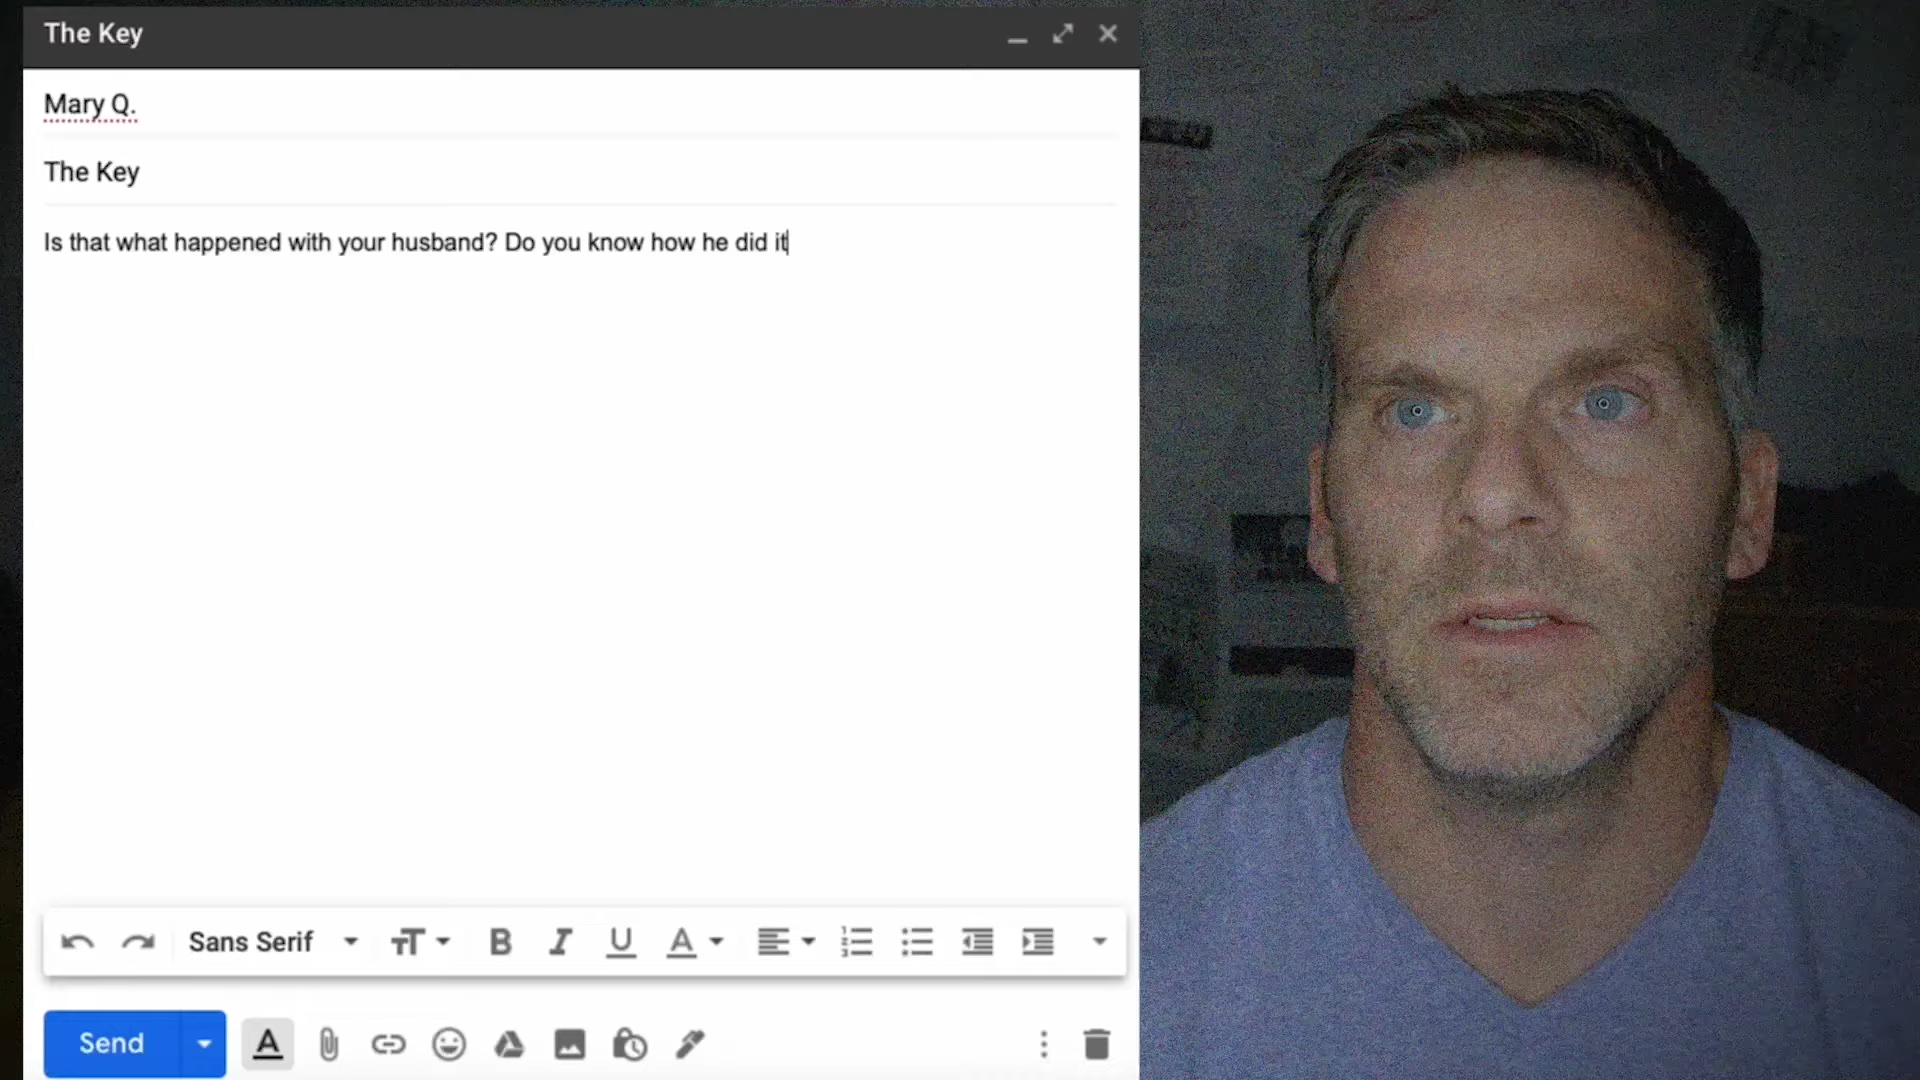 The Key
Mary Q.
The Key
Is that what happened with your husband? Do you know how he did it
Sans Serif
Send